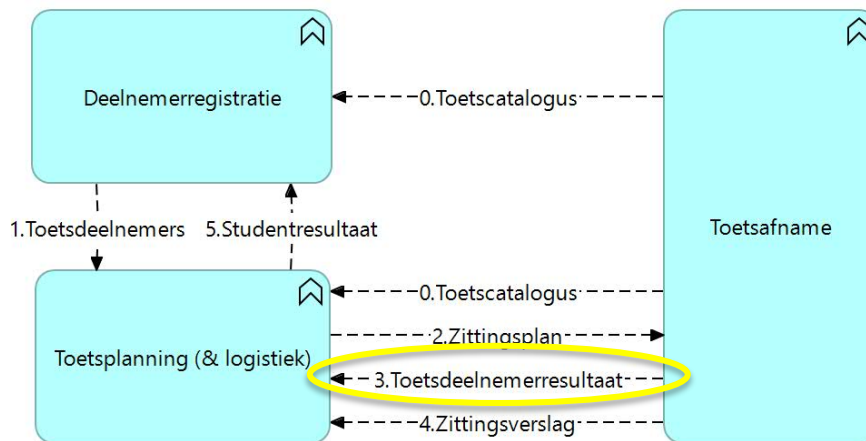 Deelnemerregistratie
0.Toetscatalogus
1.Toetsdeelnemers
5.Studentresultaat
Toetsafname
0.Toetscatalogus
2.Zittingsplan
Toetsplanning (& logistiek)
3.Toetsdeelnemerresultaat
4.Zittingsverslag